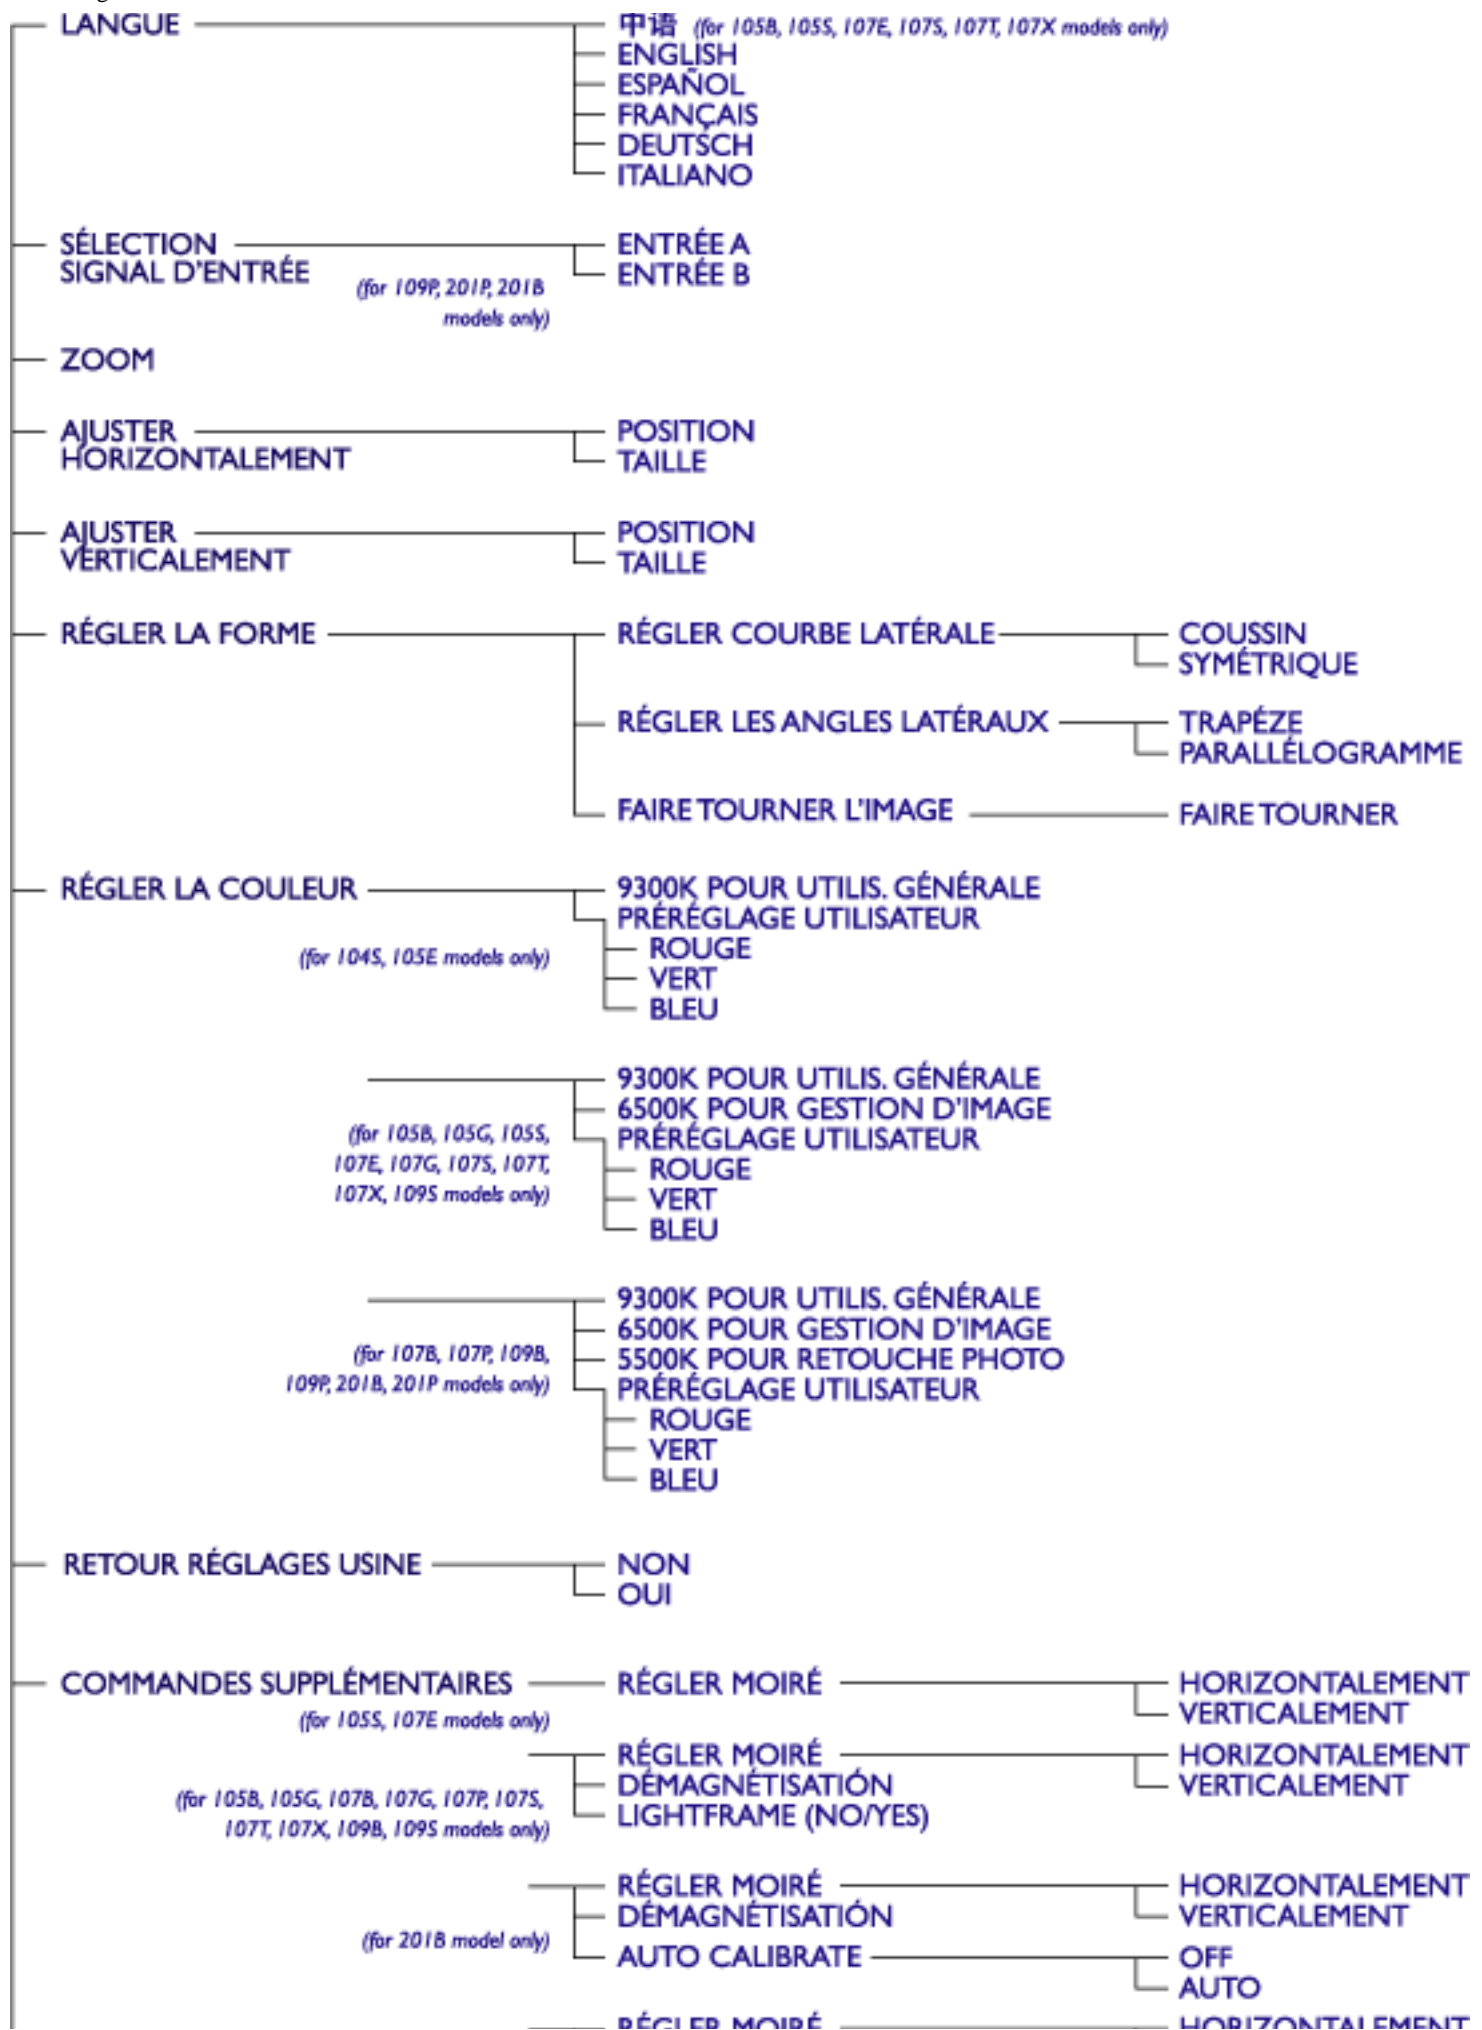 LANGUE
中语 (for 105B, 105S, 107E, 107S, 107T, 107X models only)
ENGLISH
ESPAÑOL
FRANÇAIS
DEUTSCH
ITALIANO
SÉLECTION
SIGNAL D'ENTRÉE
(for 109P, 201P, 201B
models only)
ENTRÉE A
ENTRÉE B
ZOOM
AJUSTER
HORIZONTALEMENT
POSITION
TAILLE
AJUSTER
VERTICALEMENT
POSITION
TAILLE
RÉGLER LA FORME
RÉGLER COURBE LATÉRALE
COUSSIN
SYMÉTRIQUE
RÉGLER LES ANGLES LATÉRAUX
TRAPÉZE
PARALLÉLOGRAMME
FAIRE TOURNER L'IMAGE
FAIRE TOURNER
RÉGLER LA COULEUR
(for 104S, 105E models only)
9300K POUR UTILIS. GÉNÉRALE
PRÉRÉGLAGE UTILISATEUR
ROUGE
VERT
BLEU
(for 105B, 105G, 105S,
107E, 107G, 107S, 107T,
107X, 109S models only)
9300K POUR UTILIS. GÉNÉRALE
6500K POUR GESTION D'IMAGE
PRÉRÉGLAGE UTILISATEUR
ROUGE
VERT
BLEU
(for 107B, 107P, 109B,
109P, 201B, 201P models only)
9300K POUR UTILIS. GÉNÉRALE
6500K POUR GESTION D'IMAGE
5500K POUR RETOUCHE PHOTO
PRÉRÉGLAGE UTILISATEUR
ROUGE
VERT
BLEU
RETOUR RÉGLAGES USINE
NON
OUI
COMMANDES SUPPLÉMENTAIRES
(for 105S, 107E models only)
RÉGLER MOIRÉ
HORIZONTALEMENT
VERTICALEMENT
(for 105B, 105G, 107B, 107G, 107P, 107S,
107T, 107X, 109B, 109S models only)
RÉGLER MOIRÉ
DÉMAGNÉTISATIÓN
LIGHTFRAME (NO/YES)
HORIZONTALEMENT
VERTICALEMENT
(for 201B model only)
RÉGLER MOIRÉ
DÉMAGNÉTISATIÓN
AUTO CALIBRATE
HORIZONTALEMENT
VERTICALEMENT
OFF
AUTO
RÉGLER MOIRÉ
HORIZONTALEMENT